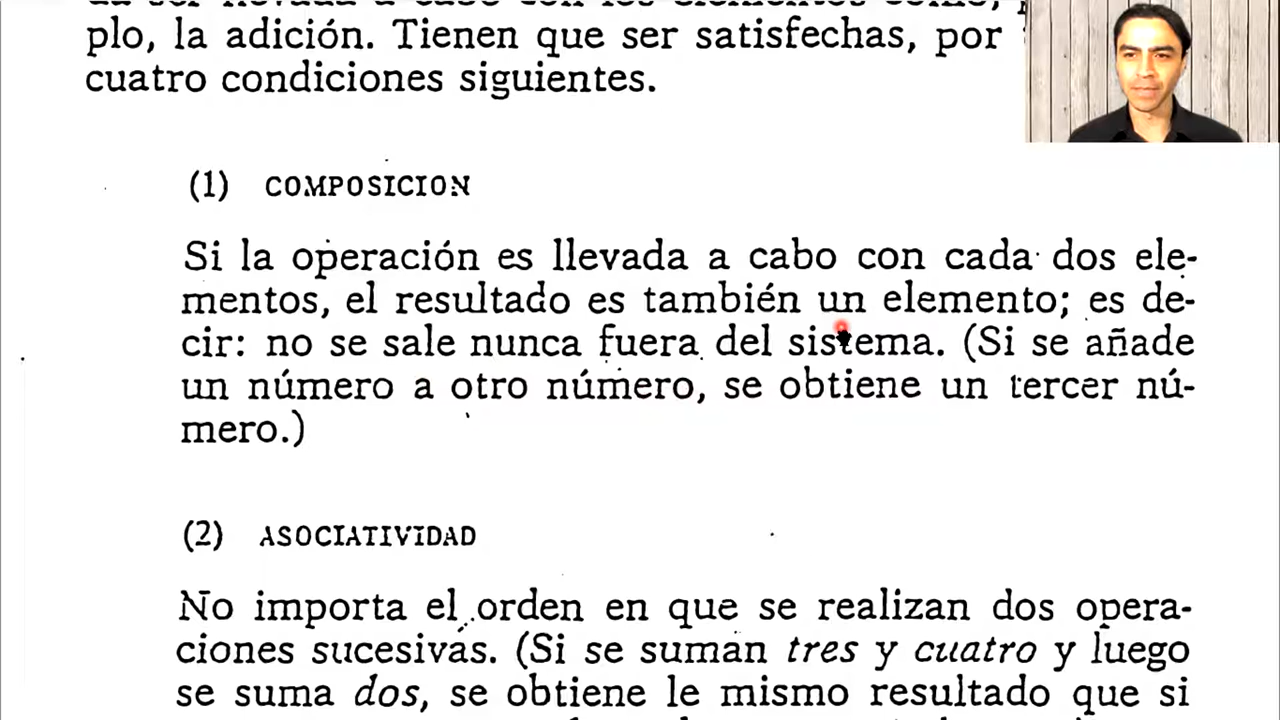 plo, la adición. Tienen que ser satisfechas, por
cuatro condiciones siguientes.
(1) COMPOSICION
Si la operación es llevada a cabo con cada dos ele-
mentos, el resultado es también un elemento; es de-
cir: no se sale nunca fuera del sistema. (Si se añade
un número a otro número, se obtiene un tercer nú-
mero.)
(2) ASOCIATIVIDAD
No importa el orden en que se realizan dos opera-
ciones sucesivas. (Si se suman tres y cuatro y luego
se suma dos, se obtiene le mismo resultado que si